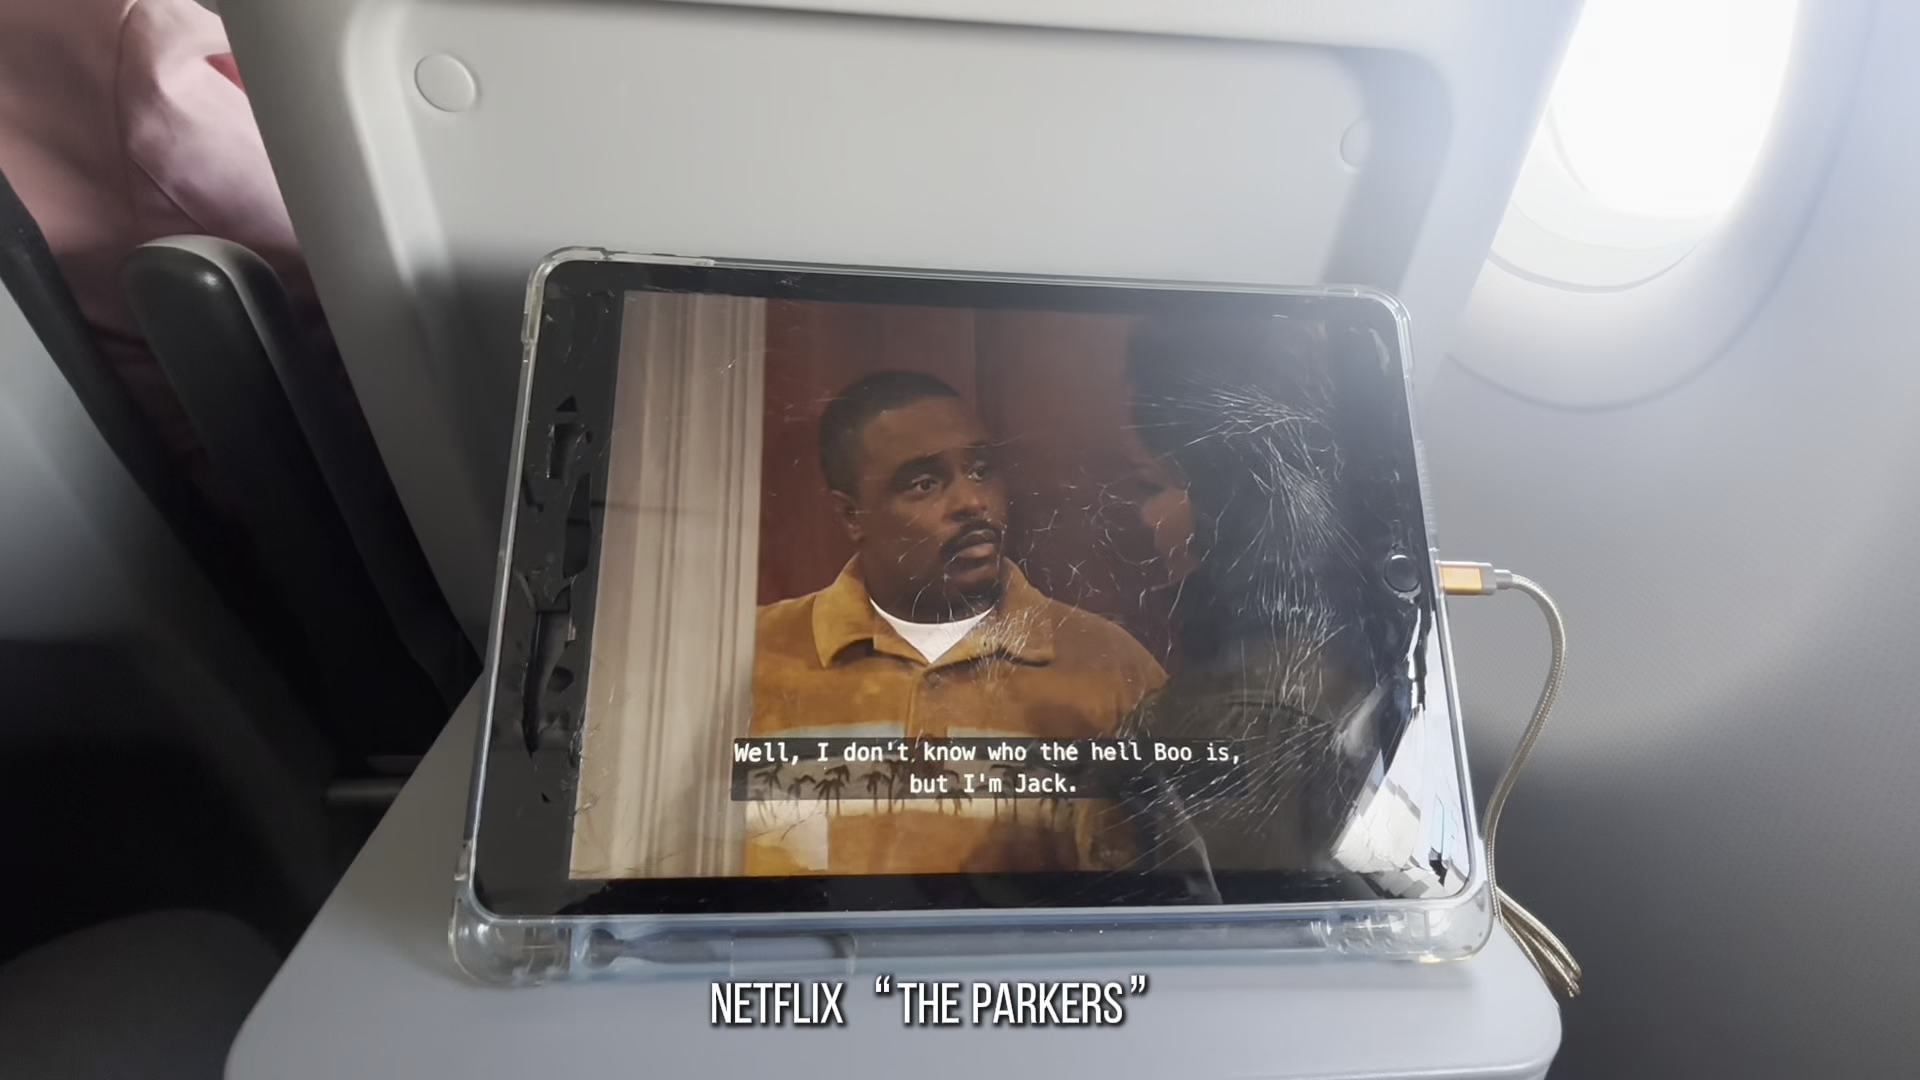 Well, I don't know who the hell Boo is,
but I'm Jack.
NETFLIX “THE PARKERS”